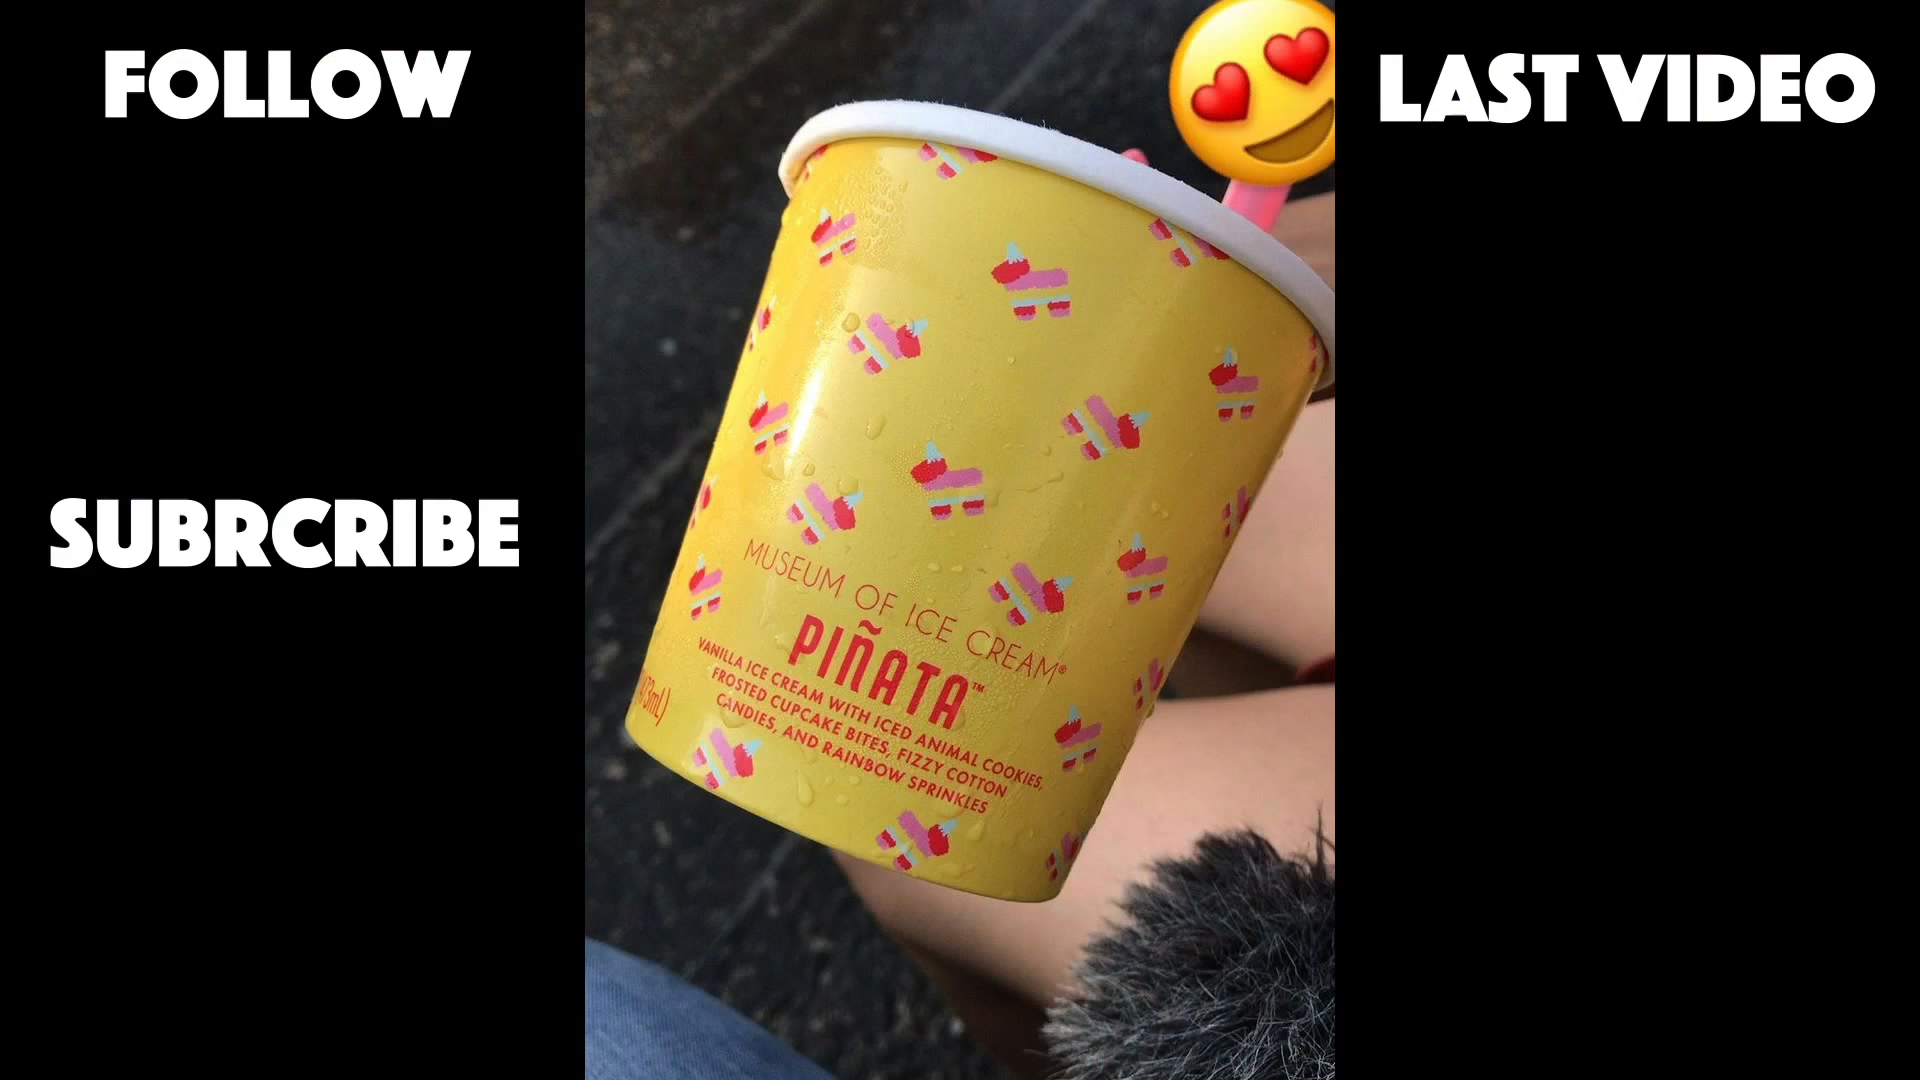 FOLLOW
LAST VIDEO
SUBRCRIBE
MUSEUM OF ICE CREAM®
PIÑATA™
VANILLA ICE CREAM WITH ICED ANIMAL COOKIES,
FROSTED CUPCAKE BITES, FIZZY COTTON
CANDIES, AND RAINBOW SPRINKLES
473mL)